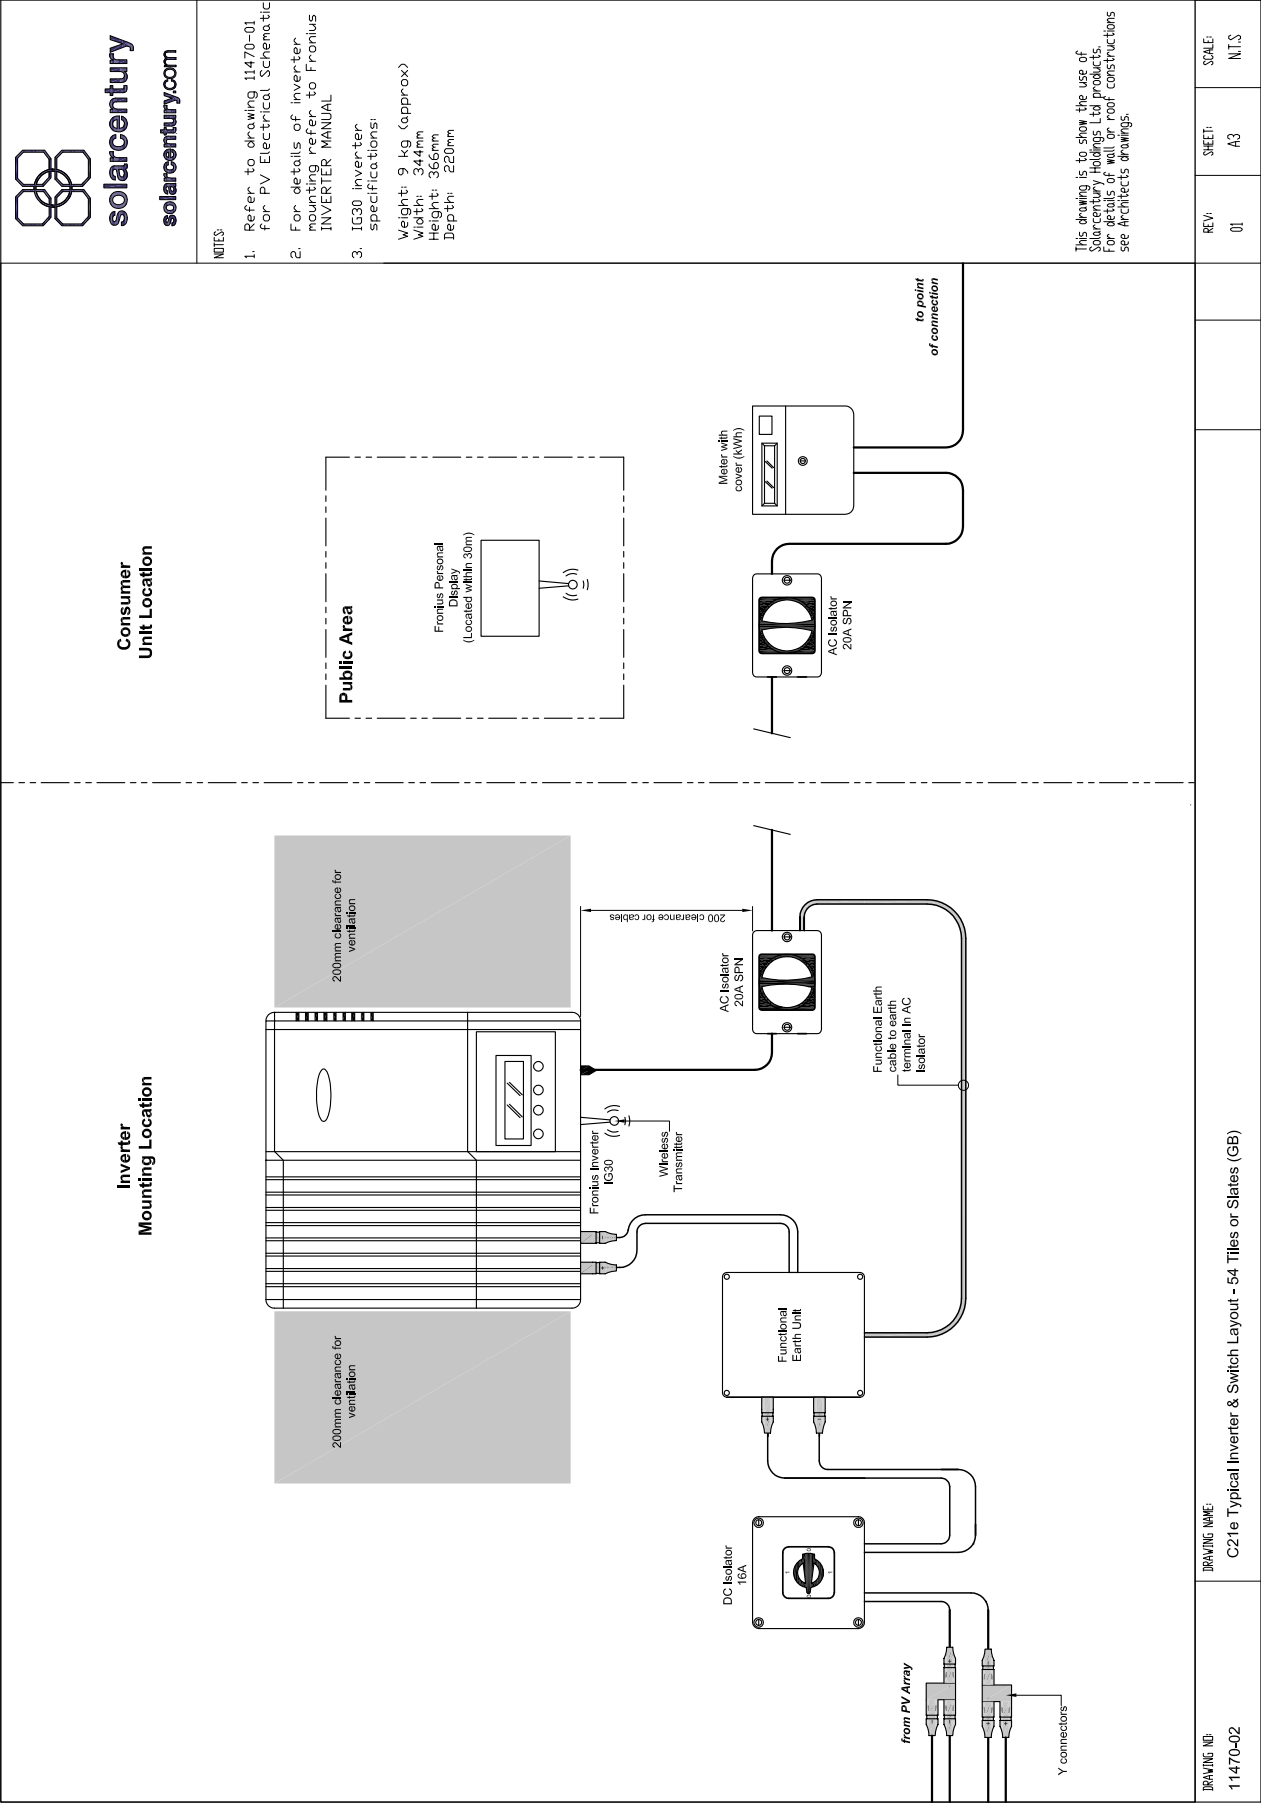 solarcentury
solarcentury.com
NOTES:
1. Refer to drawing 11470-01
for PV Electrical Schematic
2. For details of inverter
mounting refer to Fronius
INVERTER MANUAL
3. IG30 inverter
specifications:
Weight: 9 kg (approx)
Width: 344mm
Height: 366mm
Depth: 220mm
This drawing is to show the use of
Solarcentury Holdings Ltd products.
For details of wall or roof constructions
see Architects drawings.
Inverter
Mounting Location
200mm clearance for
ventilation
200mm clearance for
ventilation
Fronius Inverter
IG30
Wireless
Transmitter
200 clearance for cables
AC Isolator
20A SPN
Functional Earth
cable to earth
terminal in AC
Isolator
Functional
Earth Unit
DC Isolator
16A
from PV Array
Y connectors
Consumer
Unit Location
Public Area
Fronius Personal
Display
(Located within 30m)
AC Isolator
20A SPN
Meter with
cover (kWh)
to point
of connection
DRAWING NO:
11470-02
DRAWING NAME:
C21e Typical Inverter & Switch Layout - 54 Tiles or Slates (GB)
REV:
01
SHEET:
A3
SCALE:
N.T.S